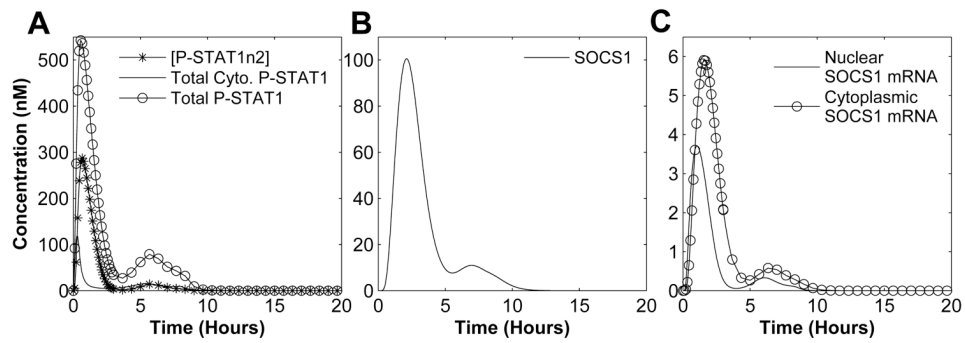 A
B
C
Concentration (nM)
550
500
400
300
200
100
0
0
5
10
15
20
Time (Hours)
[P-STAT1n2]
Total Cyto. P-STAT1
Total P-STAT1
100
80
60
40
20
0
0
5
10
15
20
Time (Hours)
SOCS1
6
5
4
3
2
1
0
0
5
10
15
20
Time (Hours)
Nuclear
SOCS1 mRNA
Cytoplasmic
SOCS1 mRNA